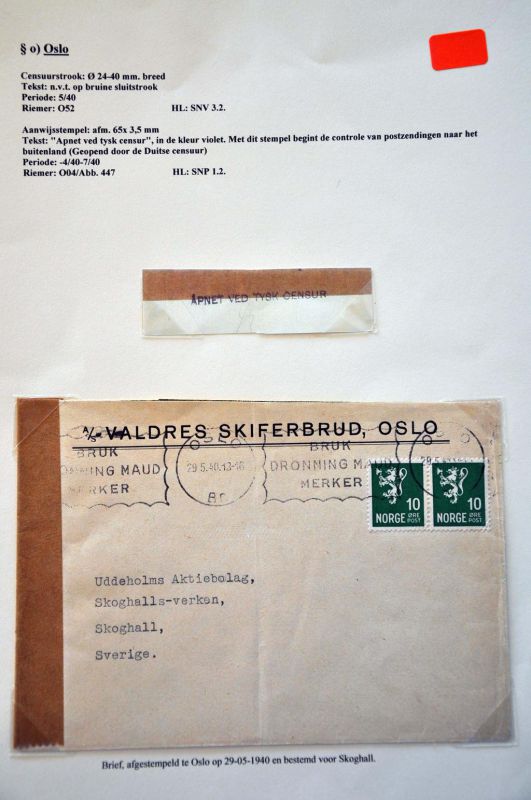 § o) Oslo
Censuurstrook: Ø 24-40 mm. breed
Tekst: n.v.t. op bruine sluitstrook
Periode: 5/40
Riemer: O52 HL: SNV 3.2.
Aanwijsstempel: afm. 65x 3,5 mm
Tekst: "Apnet ved tysk censur", in de kleur violet. Met dit stempel begint de controle van postzendingen naar het
buitenland (Geopend door de Duitse censuur)
Periode: -4/40-7/40
Riemer: O04/Abb. 447 HL: SNP 1.2.
ÅPNET VED TYSK CENSUR
A/S VALDRES SKIFERBRUD, OSLO
BRUK
DRONNING MAUD
MERKER
OSLO
29.5.40.13-16
Br
BRUK
DRONNING MAUD
MERKER
10 10
NORGE ØRE POST NORGE ØRE POST
Uddeholms Aktiebolag,
Skoghalls-verken,
Skoghall,
Sverige.
Brief, afgestempeld te Oslo op 29-05-1940 en bestemd voor Skoghall.